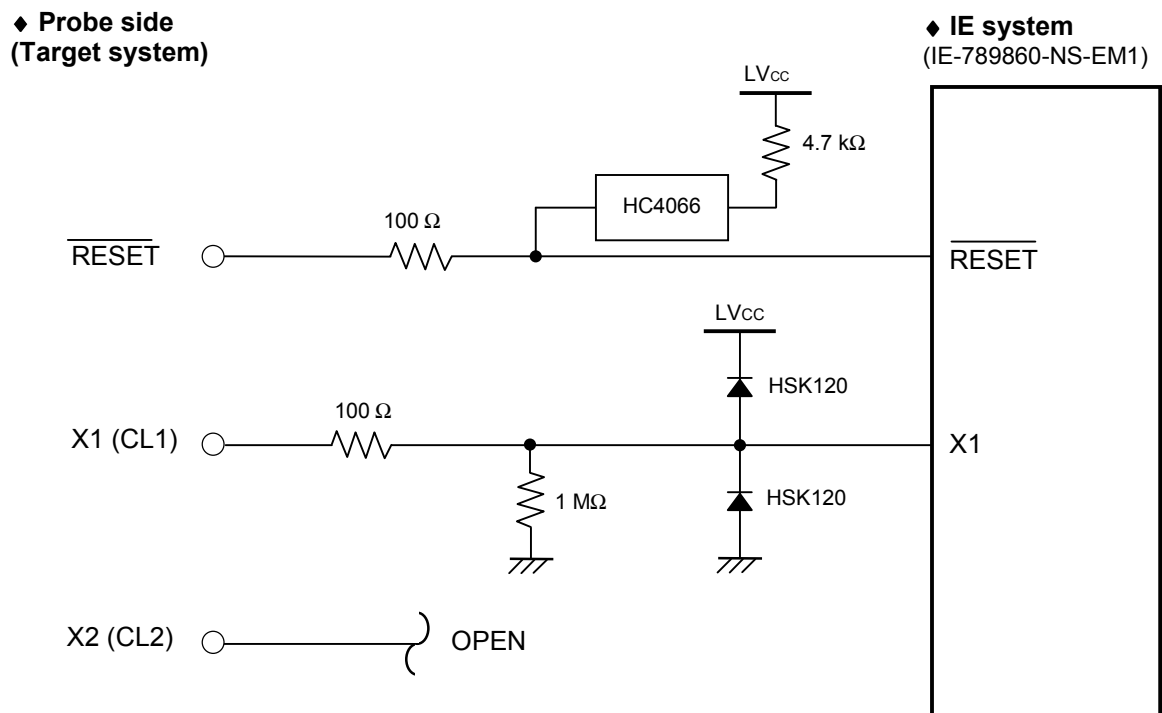 ♦ Probe side
(Target system)
♦ IE system
(IE-789860-NS-EM1)
LVCC
4.7 kΩ
HC4066
100 Ω
RESET
RESET
LVCC
HSK120
100 Ω
X1 (CL1)
X1
1 MΩ
HSK120
X2 (CL2)
OPEN